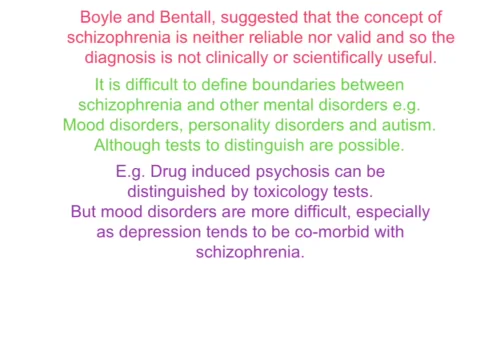 Boyle and Bentall, suggested that the concept of
schizophrenia is neither reliable nor valid and so the
diagnosis is not clinically or scientifically useful.
It is difficult to define boundaries between
schizophrenia and other mental disorders e.g.
Mood disorders, personality disorders and autism.
Although tests to distinguish are possible.
E.g. Drug induced psychosis can be
distinguished by toxicology tests.
But mood disorders are more difficult, especially
as depression tends to be co-morbid with
schizophrenia.